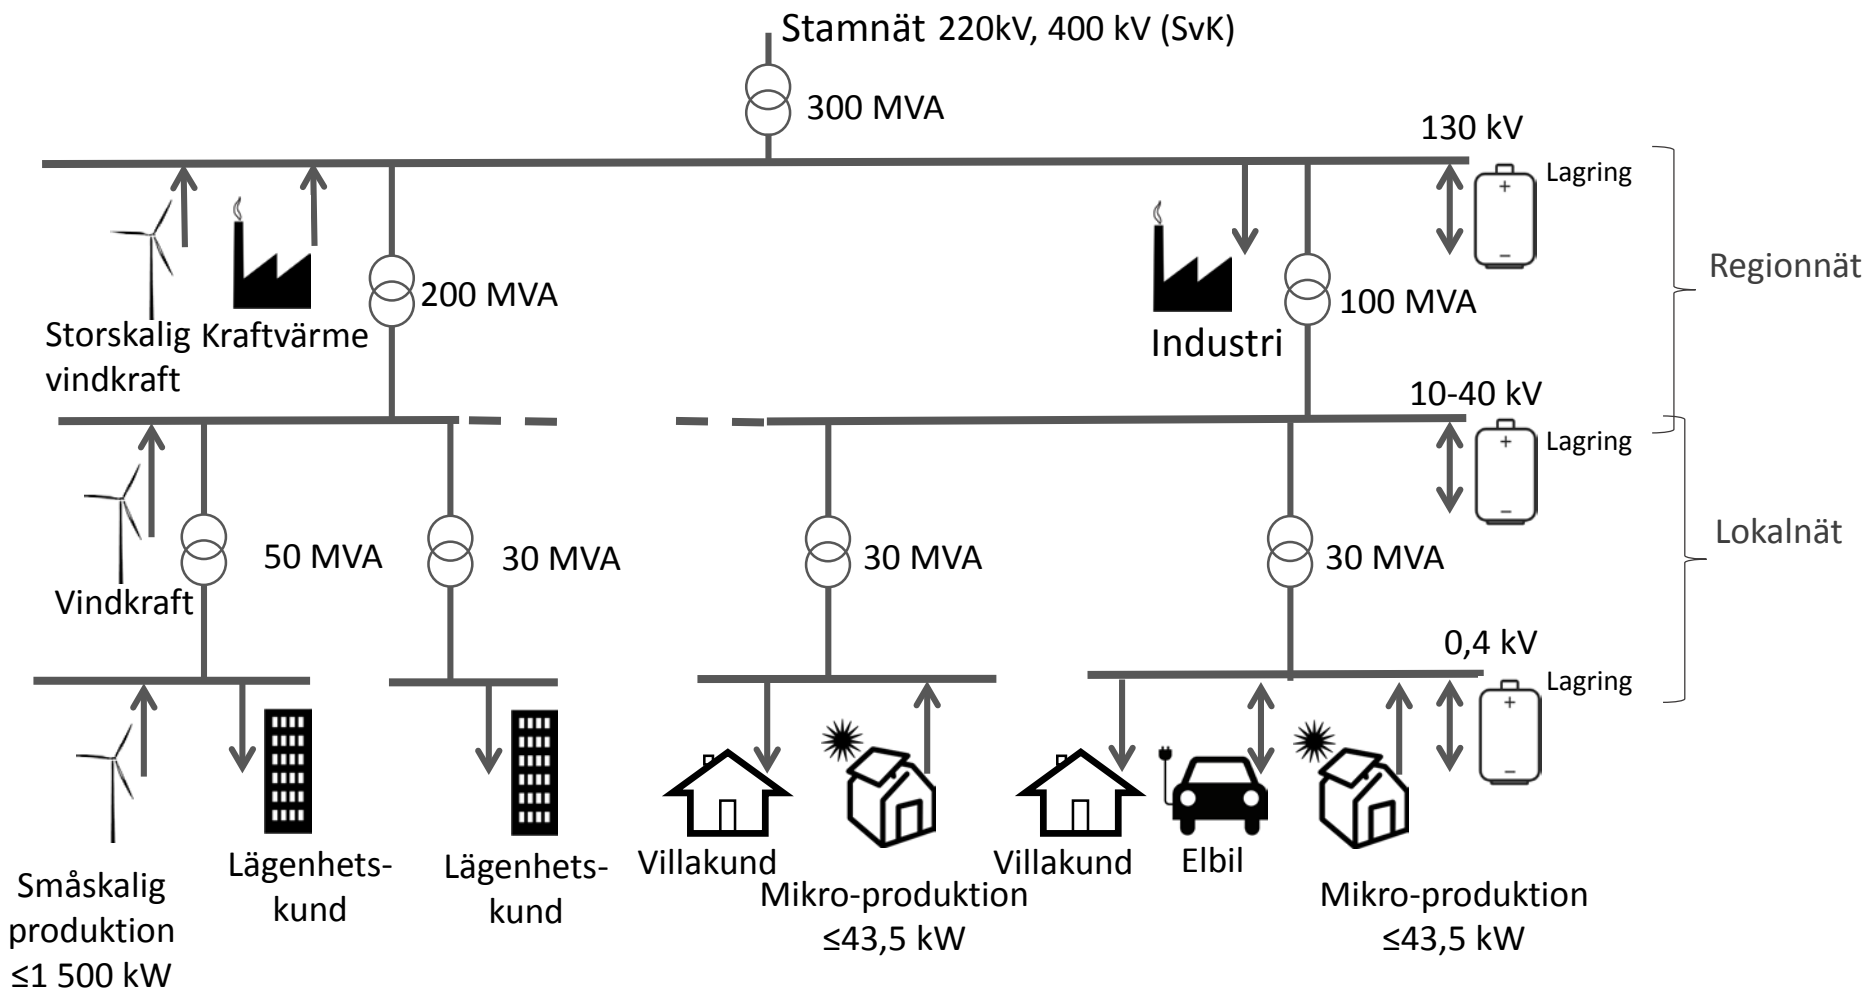 Stamnät 220kV, 400 kV (SvK)
300 MVA
130 kV
Lagring
Regionnät
200 MVA
100 MVA
Storskalig
vindkraft
Kraftvärme
Industri
10-40 kV
Lagring
Lokalnät
50 MVA
30 MVA
30 MVA
30 MVA
Vindkraft
0,4 kV
Lagring
Småskalig
produktion
≤1 500 kW
Lägenhets-
kund
Lägenhets-
kund
Villakund
Mikro-produktion
≤43,5 kW
Villakund
Elbil
Mikro-produktion
≤43,5 kW